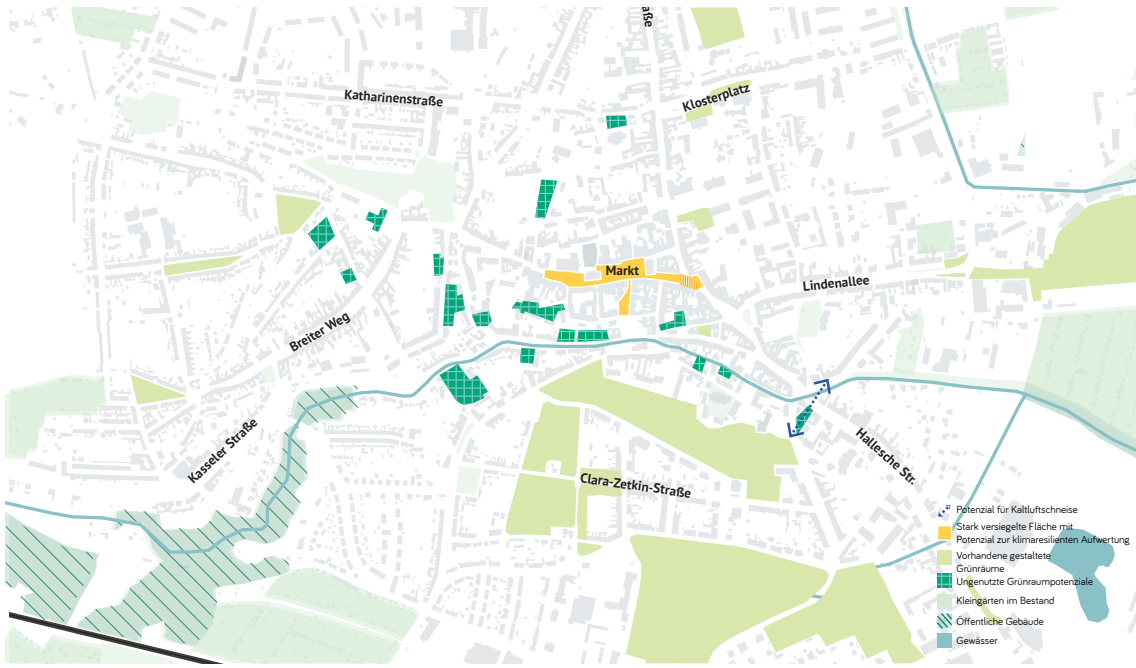 aße
Katharinenstraße
Klosterplatz
Markt
Lindenallee
Breiter Weg
Kasseler Straße
Hallesche Str.
Clara-Zetkin-Straße
Potenzial für Kaltluftschneise
Stark versiegelte Fläche mit
Potenzial zur klimaresilienten Aufwertung
Vorhandene gestaltete
Grünräume
Ungenutzte Grünraumpotenziale
Kleingärten im Bestand
Öffentliche Gebäude
Gewässer